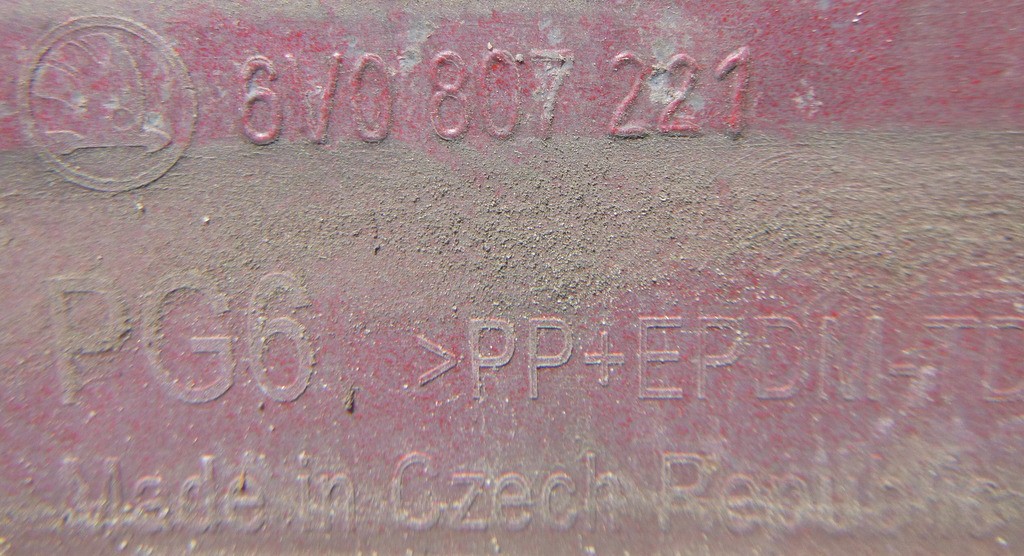 6V0 807 221
PG6 >PP+EPDM-TD
Made in Czech Republic